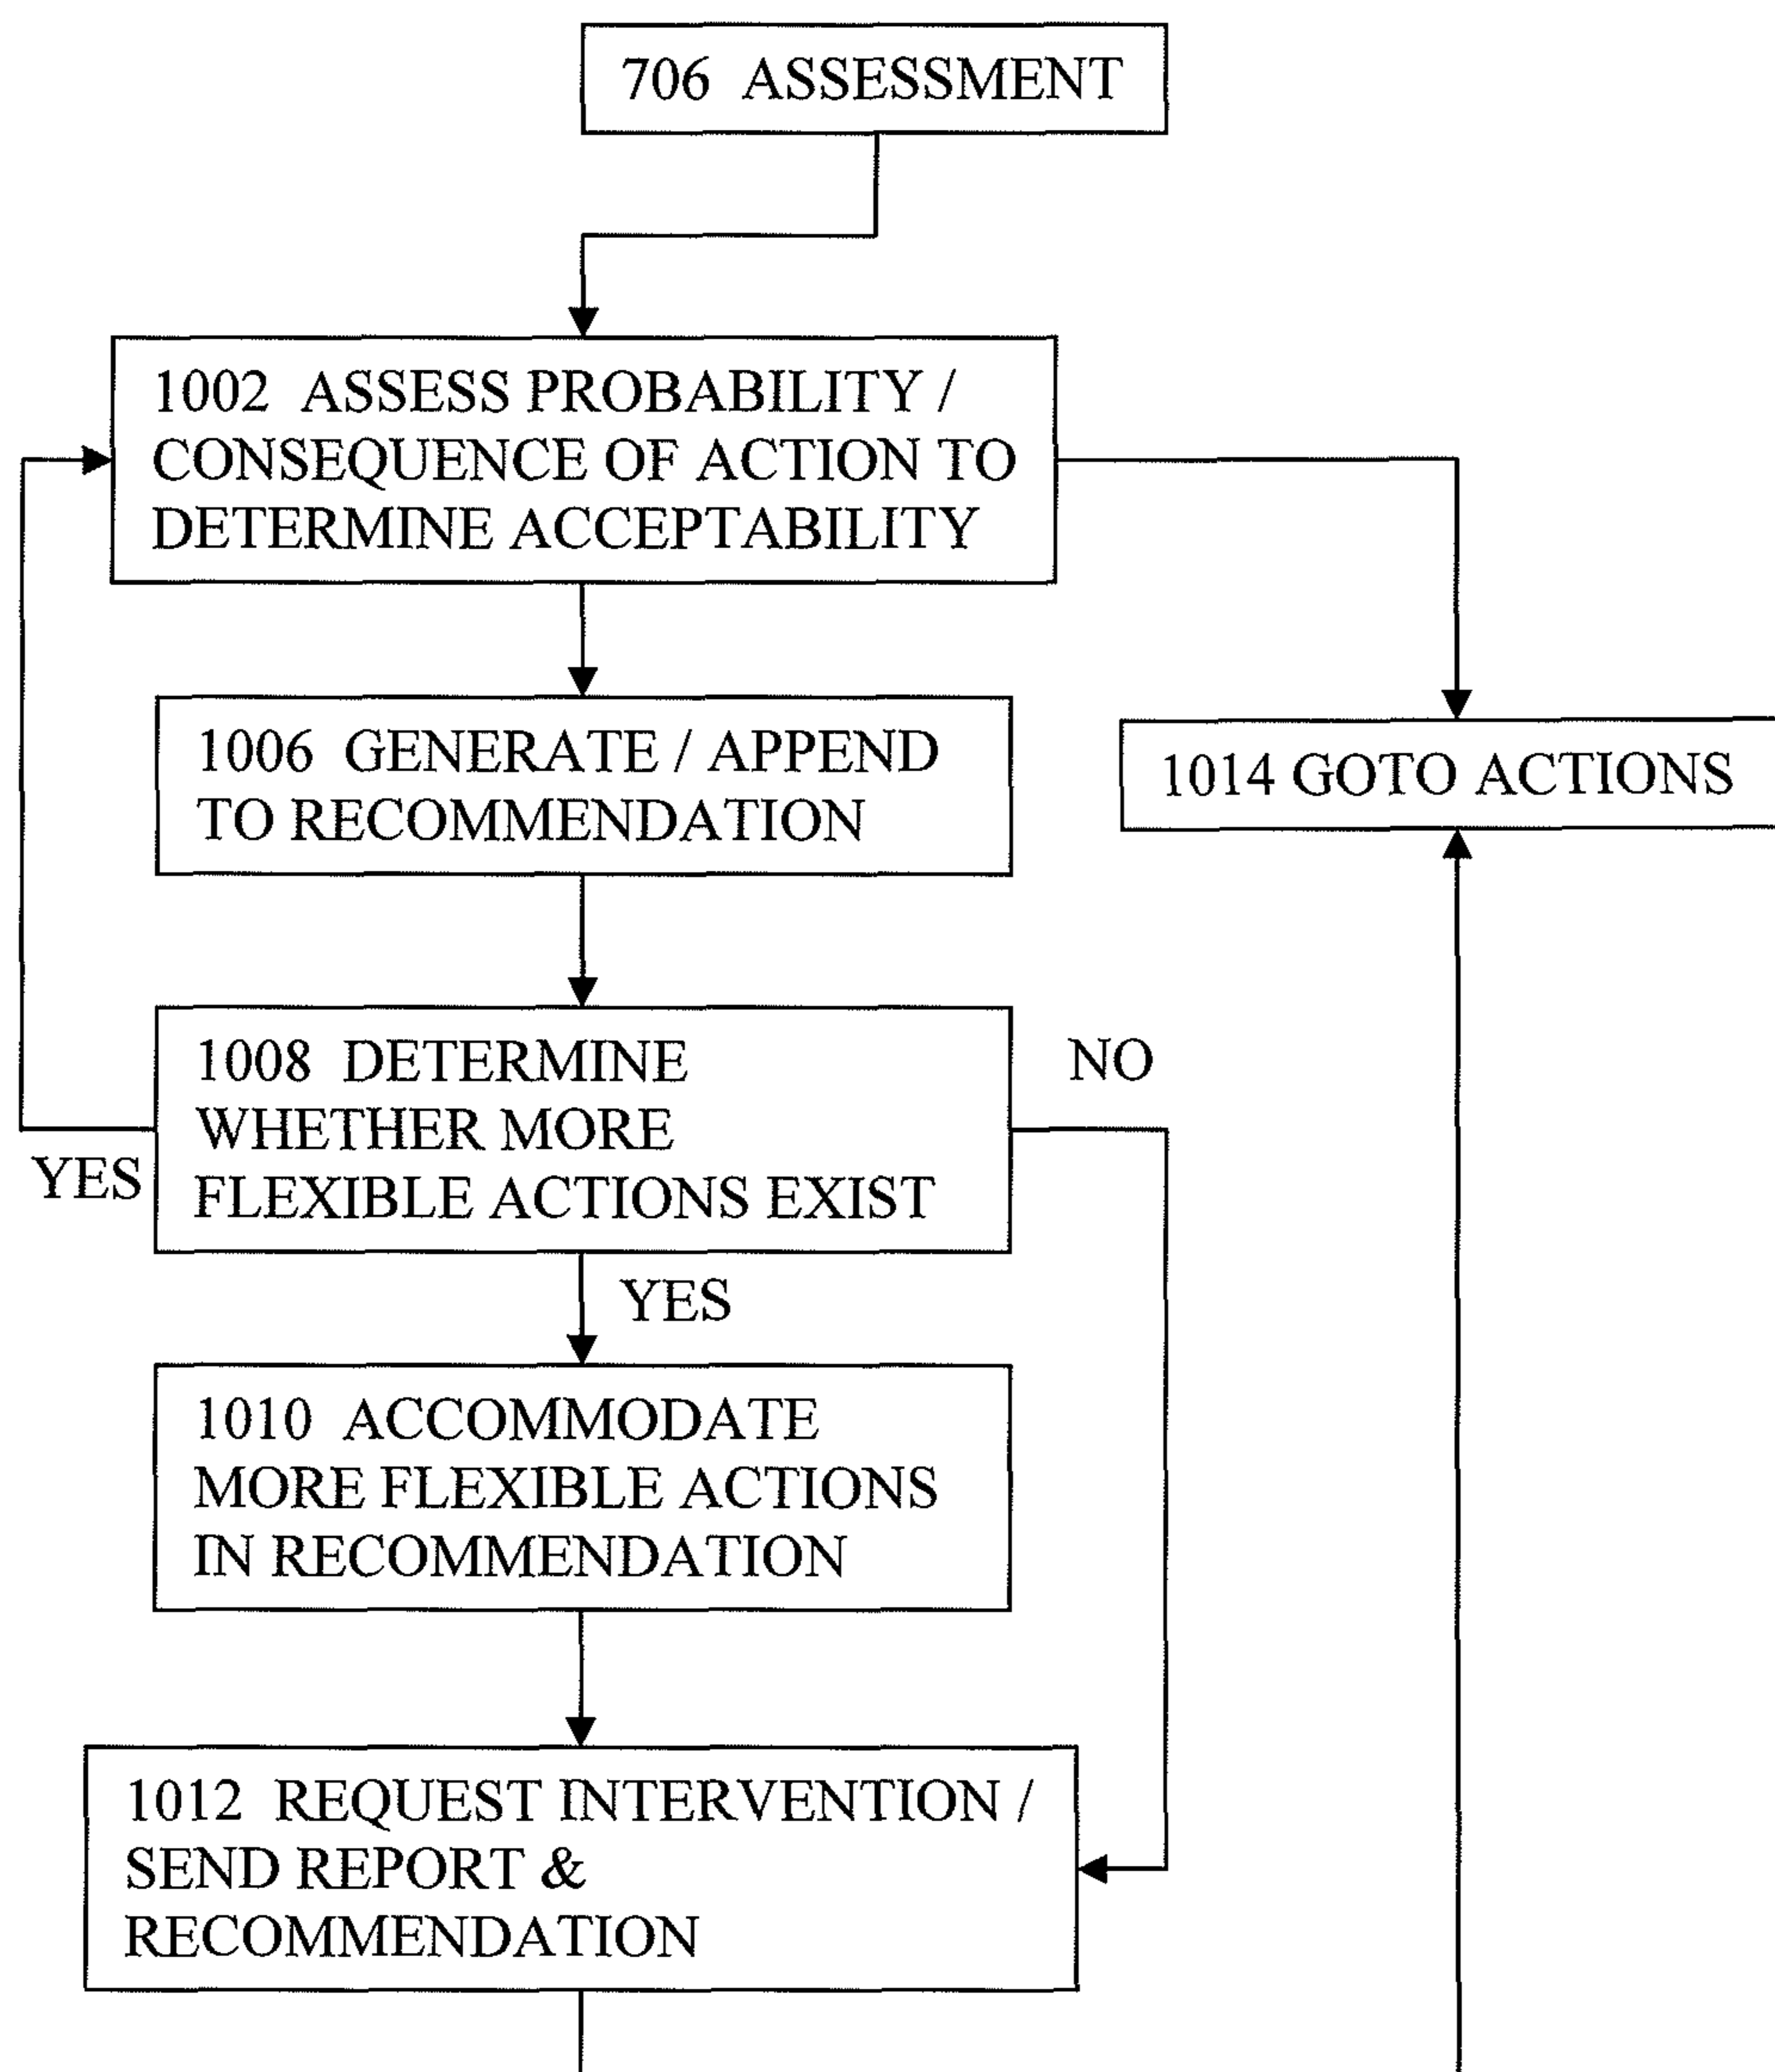 706 ASSESSMENT
1002 ASSESS PROBABILITY /
CONSEQUENCE OF ACTION TO
DETERMINE ACCEPTABILITY
1006 GENERATE / APPEND
TO RECOMMENDATION
1014 GOTO ACTIONS
1008 DETERMINE
WHETHER MORE
FLEXIBLE ACTIONS EXIST
NO
YES
YES
1010 ACCOMMODATE
MORE FLEXIBLE ACTIONS
IN RECOMMENDATION
1012 REQUEST INTERVENTION /
SEND REPORT &
RECOMMENDATION